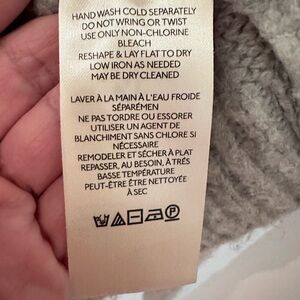 HAND WASH COLD SEPARATELY
DO NOT WRING OR TWIST
USE ONLY NON-CHLORINE
BLEACH
RESHAPE & LAY FLAT TO DRY
LOW IRON AS NEEDED
MAY BE DRY CLEANED
LAVER À LA MAIN À L'EAU FROIDE
SÉPARÉMEN
NE PAS TORDRE OU ESSORER
UTILISER UN AGENT DE
BLANCHIMENT SANS CHLORE SI
NÉCESSAIRE
REMODELER ET SÉCHER À PLAT
REPASSER, AU BESOIN, À TRÈS
BASSE TEMPÉRATURE
PEUT-ÊTRE ÊTRE NETTOYÉE
À SEC